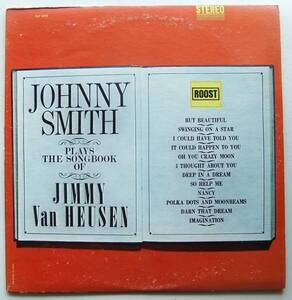 STEREO
JOHNNY
SMITH
PLAYS
THE SONGBOOK
OF
JIMMY
Van HEUSEN
ROOST
BUT BEAUTIFUL
SWINGING ON A STAR
I COULD HAVE TOLD YOU
IT COULD HAPPEN TO YOU
OH YOU CRAZY MOON
I THOUGHT ABOUT YOU
DEEP IN A DREAM
SO HELP ME
NANCY
POLKA DOTS AND MOONBEAMS
DARN THAT DREAM
IMAGINATION